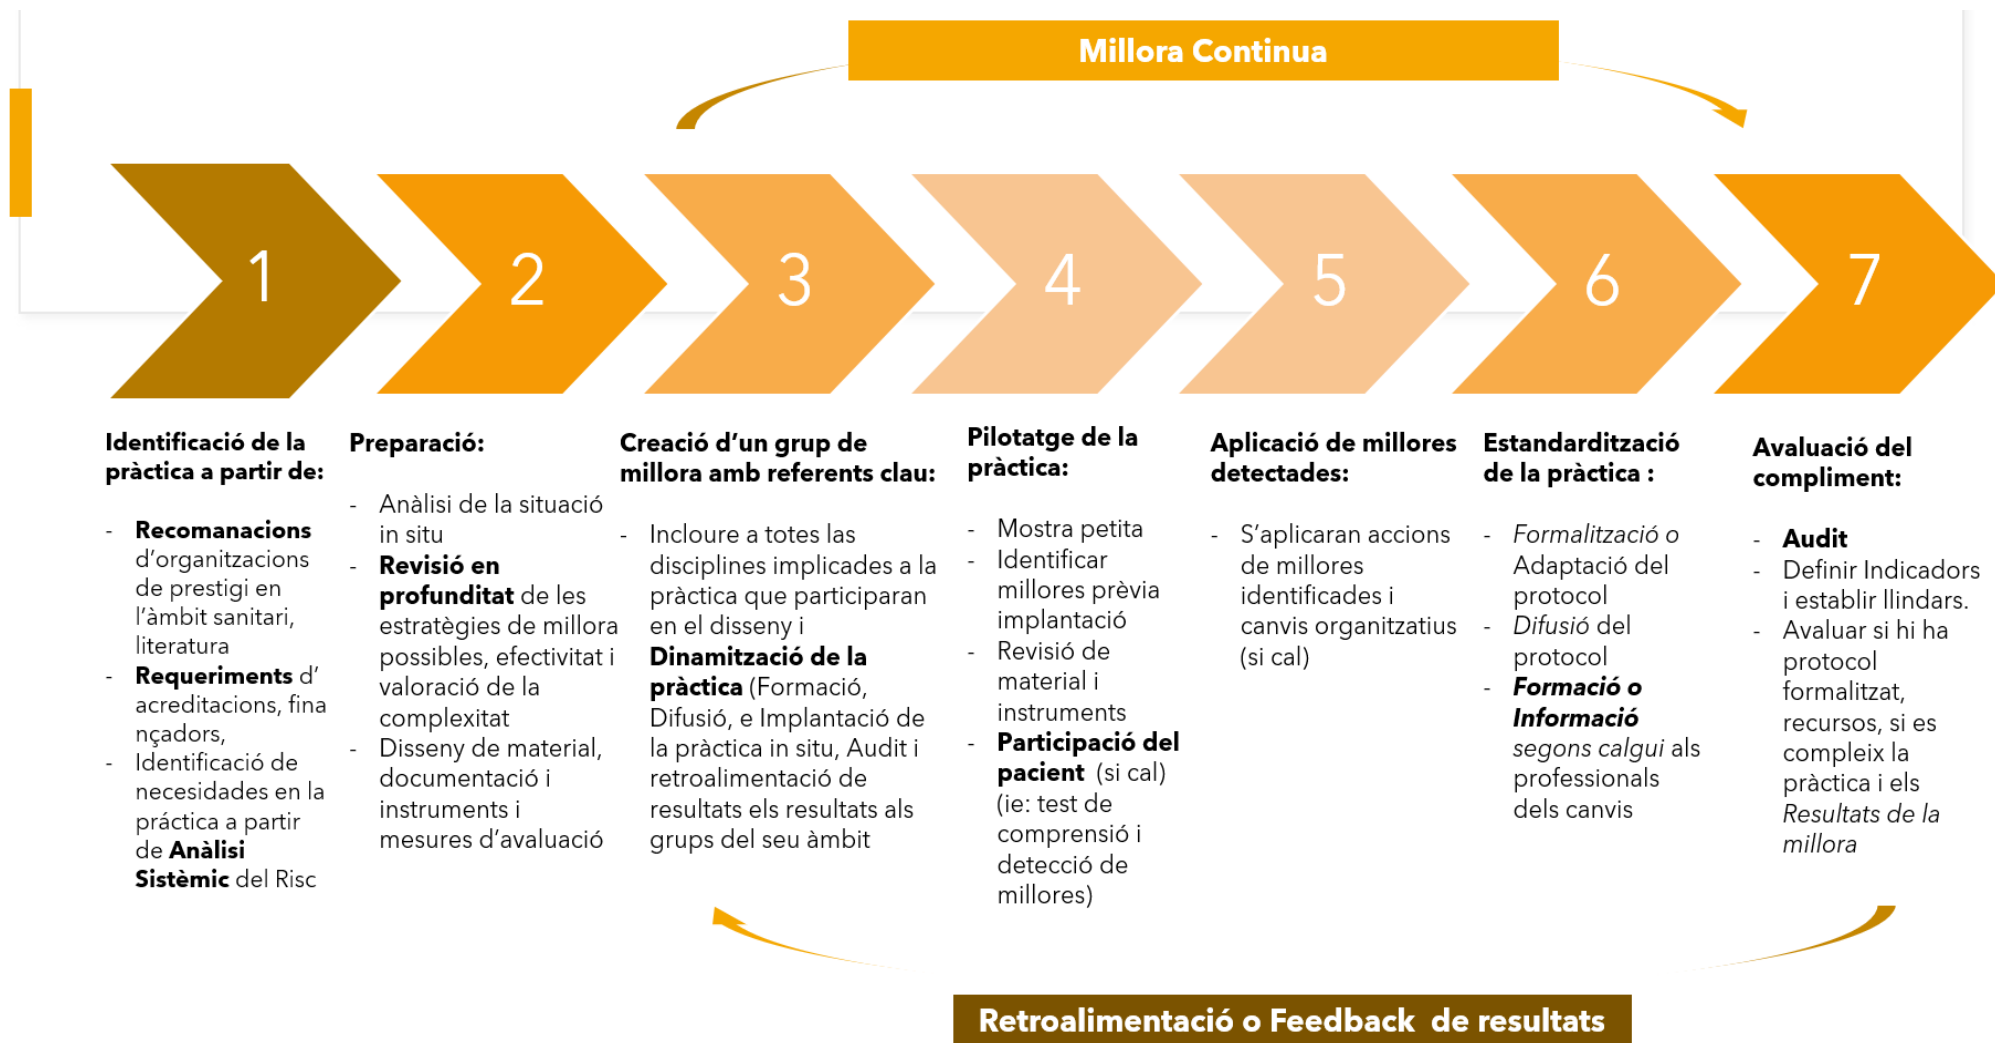 Millora Continua
1
2
3
4
5
6
7
Identificació de la
pràctica a partir de:
- Recomanacions
d’organitzacions
de prestigi en
l’àmbit sanitari,
literatura
- Requeriments d’
acreditacions, fina
nçadors,
- Identificació de
necesidades en la
práctica a partir
de Anàlisi
Sistèmic del Risc
Preparació:
- Anàlisi de la situació
in situ
- Revisió en
profunditat de les
estratègies de millora
possibles, efectivitat i
valoració de la
complexitat
- Disseny de material,
documentació i
instruments i
mesures d’avaluació
Creació d’un grup de
millora amb referents clau:
- Incloure a totes las
disciplines implicades a la
pràctica que participaran
en el disseny i
Dinamització de la
pràctica (Formació,
Difusió, e Implantació de
la pràctica in situ, Audit i
retroalimentació de
resultats els resultats als
grups del seu àmbit
Pilotatge de la
pràctica:
- Mostra petita
- Identificar
millores prèvia
implantació
- Revisió de
material i
instruments
- Participació del
pacient (si cal)
(ie: test de
comprensió i
detecció de
millores)
Aplicació de millores
detectades:
- S’aplicaran accions
de millores
identificades i
canvis organitzatius
(si cal)
Estandardització
de la pràctica :
- Formalització o
Adaptació del
protocol
- Difusió del
protocol
- Formació o
Informació
segons calgui als
professionals
dels canvis
Avaluació del
compliment:
- Audit
- Definir Indicadors
i establir llindars.
- Avaluar si hi ha
protocol
formalitzat,
recursos, si es
compleix la
pràctica i els
Resultats de la
millora
Retroalimentació o Feedback de resultats